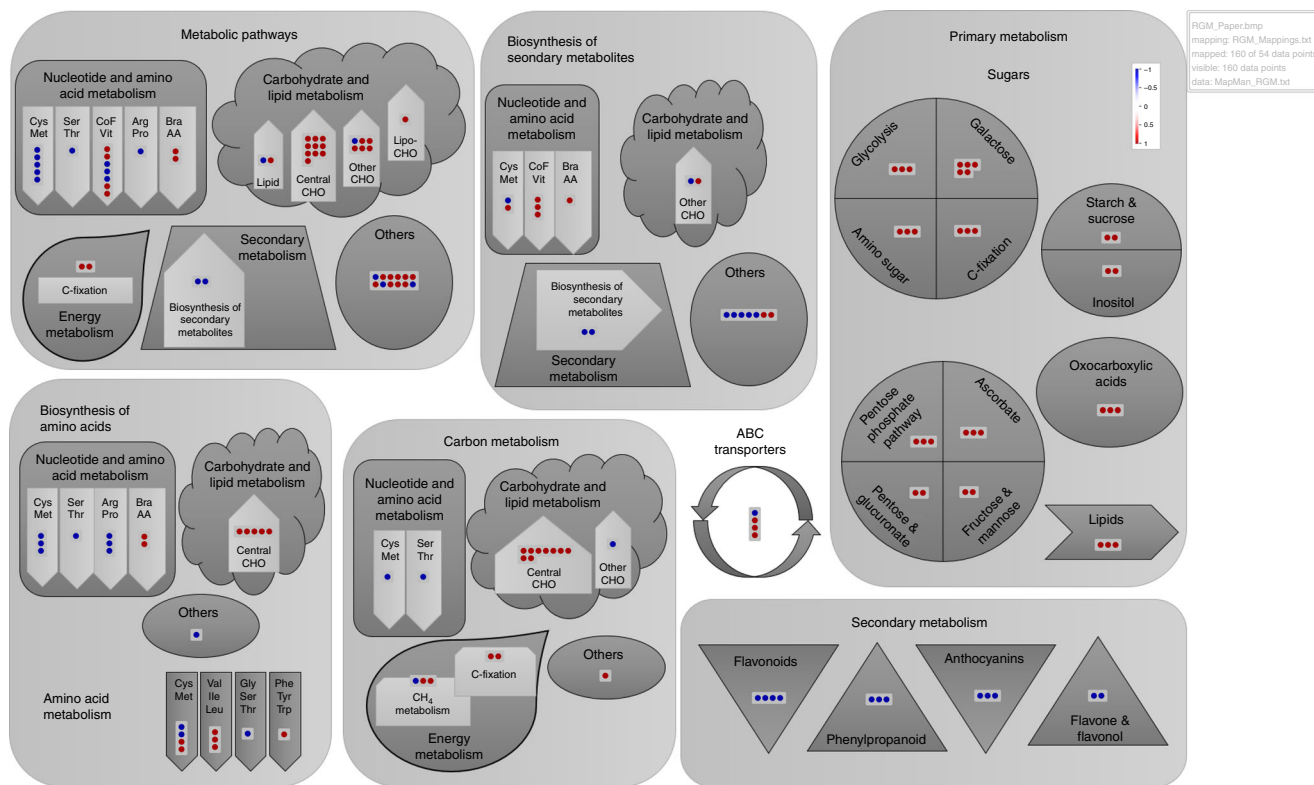 Metabolic pathways
Nucleotide and amino
acid metabolism
Cys
Met
Ser
Thr
CoF
Vit
Arg
Pro
Bra
AA
Carbohydrate and
lipid metabolism
Lipid
Central
CHO
Other
CHO
Lipo-
CHO
C-fixation
Energy
metabolism
Secondary
metabolism
Biosynthesis of
secondary
metabolites
Others
Biosynthesis of
seondary metobolites
Nucleotide and
amino acid
metabolism
Cys
Met
CoF
Vit
Bra
AA
Carbohydrate and
lipid metabolism
Other
CHO
Biosynthesis of
secondary
metabolites
Secondary
metabolism
Others
Primary metabolism
Sugars
Glycolysis
Galactose
Amino sugar
C-fixation
Starch &
sucrose
Inositol
Pentose
phosphate
pathway
Ascorbate
Pentose &
glucuronate
Fructose &
mannose
Oxocarboxylic
acids
Lipids
−1
−0.5
0
0.5
1
RGM_Paper.bmp
mapping: RGM_Mappings.txt
mapped: 160 of 54 data points
visible: 160 data points
data: MapMan_RGM.txt
Biosynthesis of
amino acids
Nucleotide and amino
acid metabolism
Cys
Met
Ser
Thr
Arg
Pro
Bra
AA
Carbohydrate and
lipid metabolism
Central
CHO
Others
Amino acid
metabolism
Cys
Met
Val
Ile
Leu
Gly
Ser
Thr
Phe
Tyr
Trp
Carbon metabolism
Nucleotide and
amino acid
metabolism
Cys
Met
Ser
Thr
Carbohydrate and
lipid metabolism
Central
CHO
Other
CHO
CH4
metabolism
C-fixation
Energy metabolism
Others
ABC
transporters
Secondary metabolism
Flavonoids
Phenylpropanoid
Anthocyanins
Flavone &
flavonol